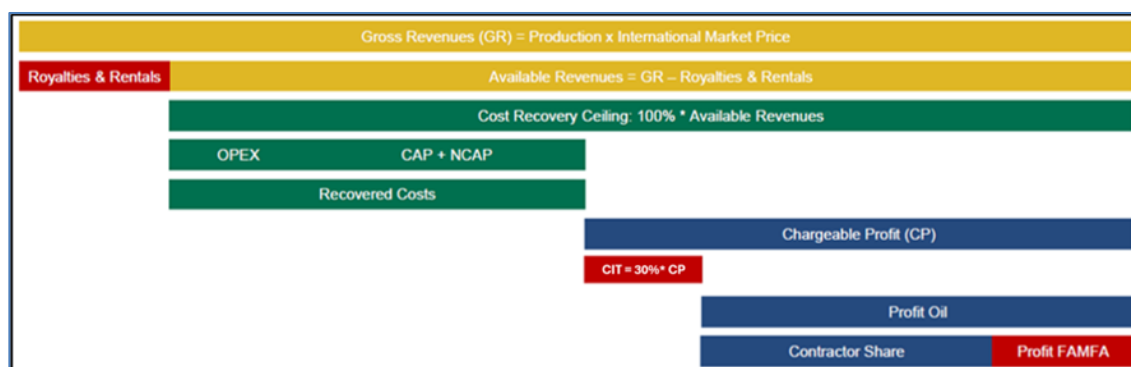 Gross Revenues (GR) = Production x International Market Price
Royalties & Rentals
Available Revenues = GR – Royalties & Rentals
Cost Recovery Ceiling: 100% * Available Revenues
OPEX
CAP + NCAP
Recovered Costs
Chargeable Profit (CP)
CIT = 30%* CP
Profit Oil
Contractor Share
Profit FAMFA